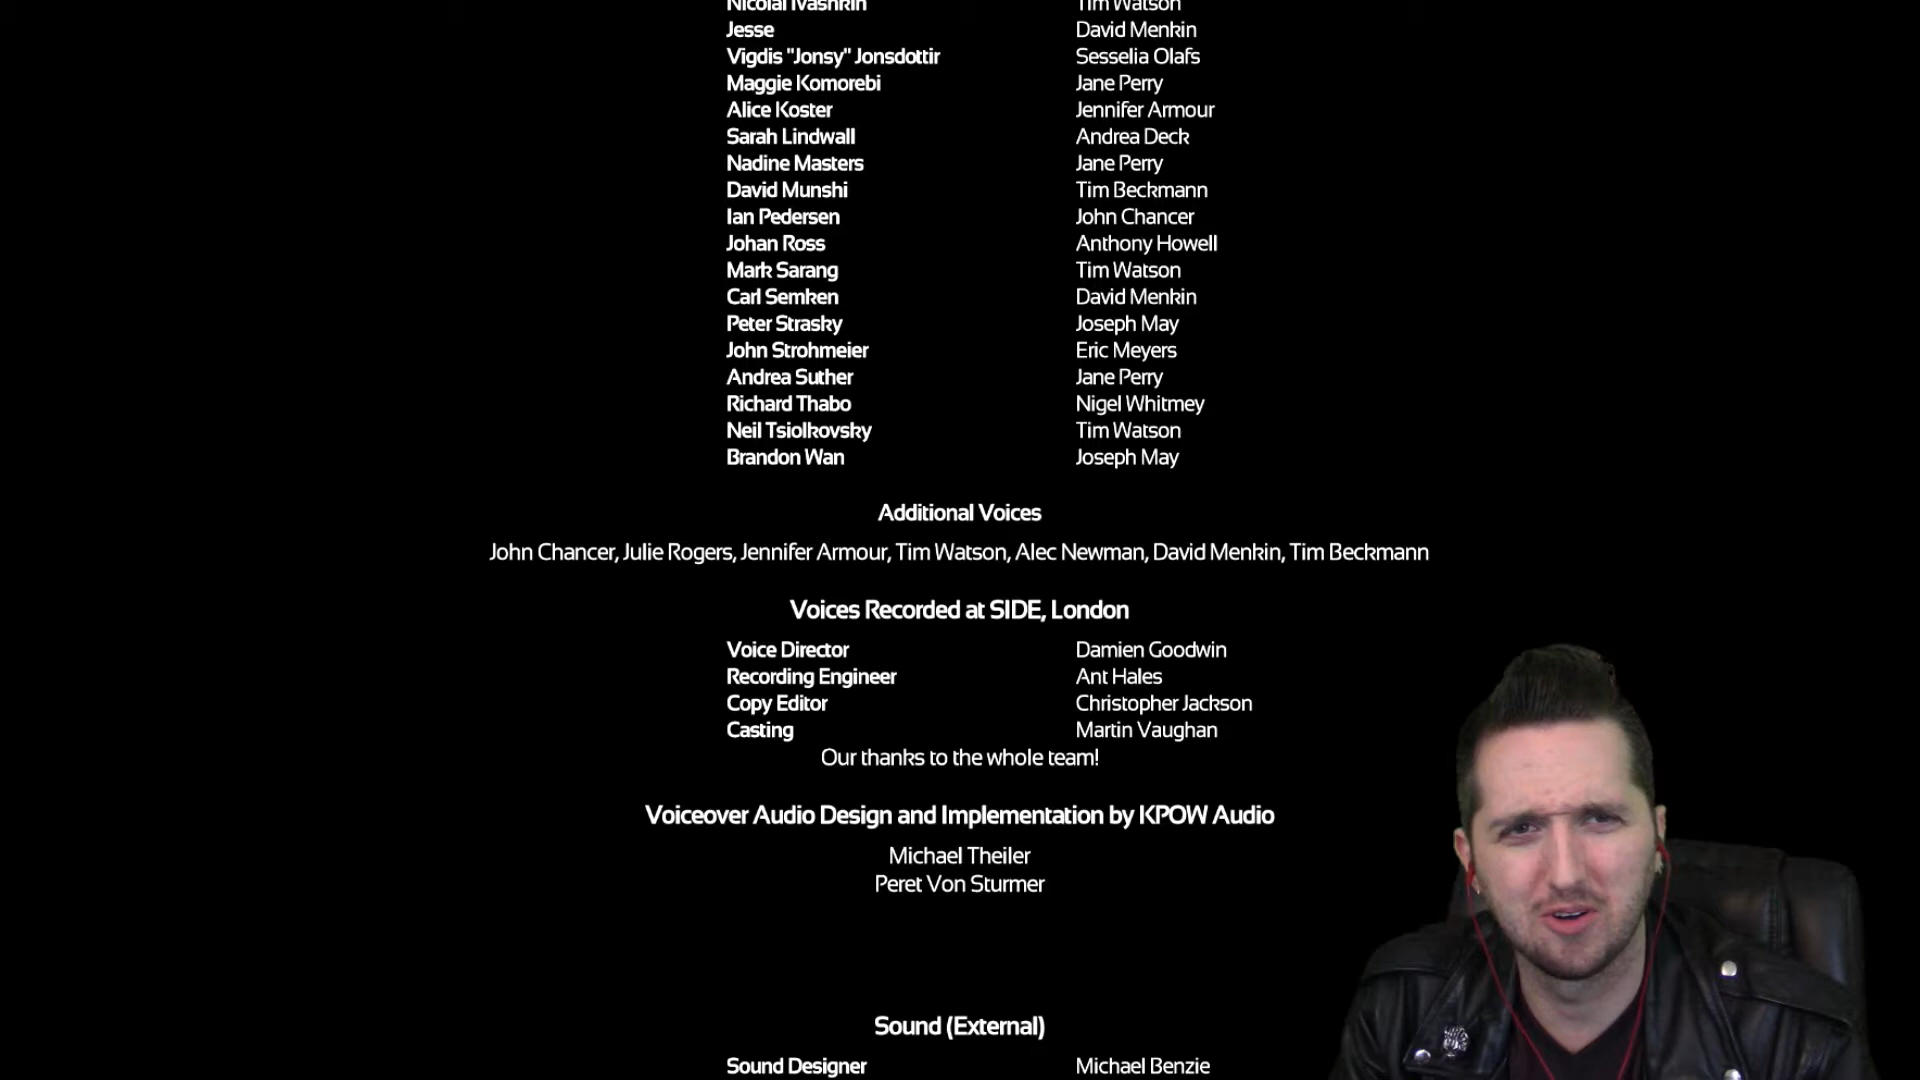 Nicolai Ivashkin Tim Watson
Jesse David Menkin
Vigdis "Jonsy" Jonsdottir Sesselia Olafs
Maggie Komorebi Jane Perry
Alice Koster Jennifer Armour
Sarah Lindwall Andrea Deck
Nadine Masters Jane Perry
David Munshi Tim Beckmann
Ian Pedersen John Chancer
Johan Ross Anthony Howell
Mark Sarang Tim Watson
Carl Semken David Menkin
Peter Strasky Joseph May
John Strohmeier Eric Meyers
Andrea Suther Jane Perry
Richard Thabo Nigel Whitmey
Neil Tsiolkovsky Tim Watson
Brandon Wan Joseph May
Additional Voices
John Chancer, Julie Rogers, Jennifer Armour, Tim Watson, Alec Newman, David Menkin, Tim Beckmann
Voices Recorded at SIDE, London
Voice Director Damien Goodwin
Recording Engineer Ant Hales
Copy Editor Christopher Jackson
Casting Martin Vaughan
Our thanks to the whole team!
Voiceover Audio Design and Implementation by KPOW Audio
Michael Theiler
Peret Von Sturmer
Sound (External)
Sound Designer Michael Benzie